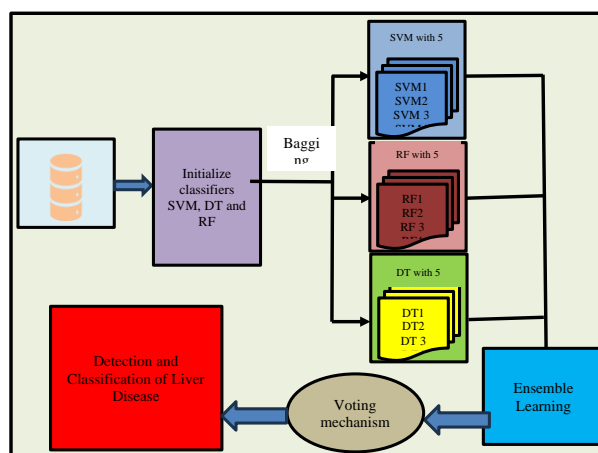 SVM with 5
SVM1
SVM2
SVM 3
Baggi
ng
Initialize
classifiers
SVM, DT and
RF
RF with 5
RF1
RF2
RF 3
DT with 5
DT1
DT2
DT 3
Detection and
Classification of Liver
Disease
Voting
mechanism
Ensemble
Learning